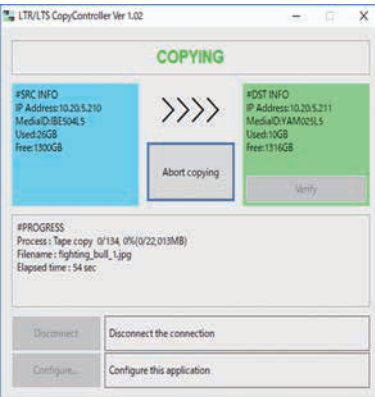 LTR/LTS CopyController Ver 1.02
COPYING
#SRC INFO
IP Address:10.20.5.210
MediaID:IBE504L5
Used:26GB
Free:1300GB
>>>>
Abort copying
#DST INFO
IP Address:10.20.5.211
MediaID:YAM025L5
Used:10GB
Free:1316GB
Verify
#PROGRESS
Process : Tape copy 0/134, 0%(0/22,013MB)
Filename : fighting_bull_1.jpg
Elapsed time : 54 sec
Disconnect
Disconnect the connection
Configure...
Configure this application